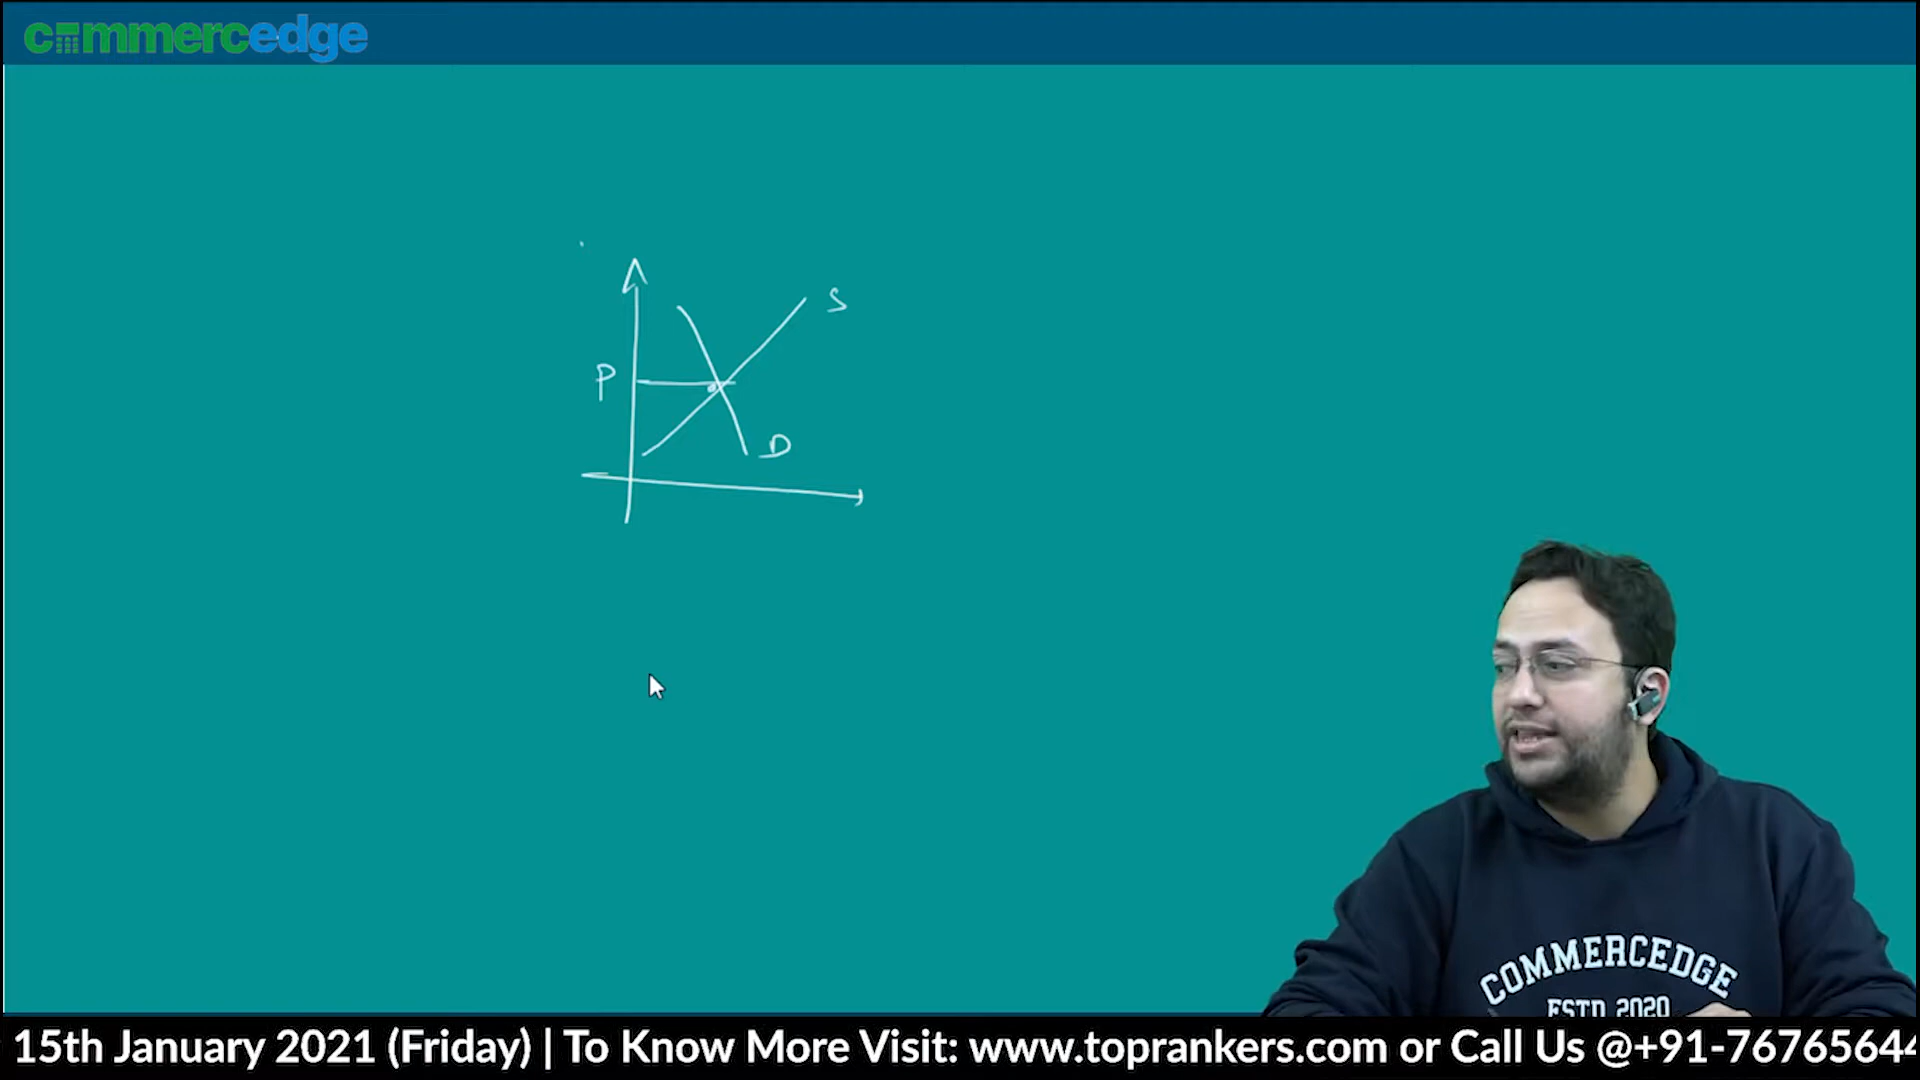 commercedge
S
P
D
COMMERCEDGE
ESTD 2020
15th January 2021 (Friday) | To Know More Visit: www.toprankers.com or Call Us @+91-76765644